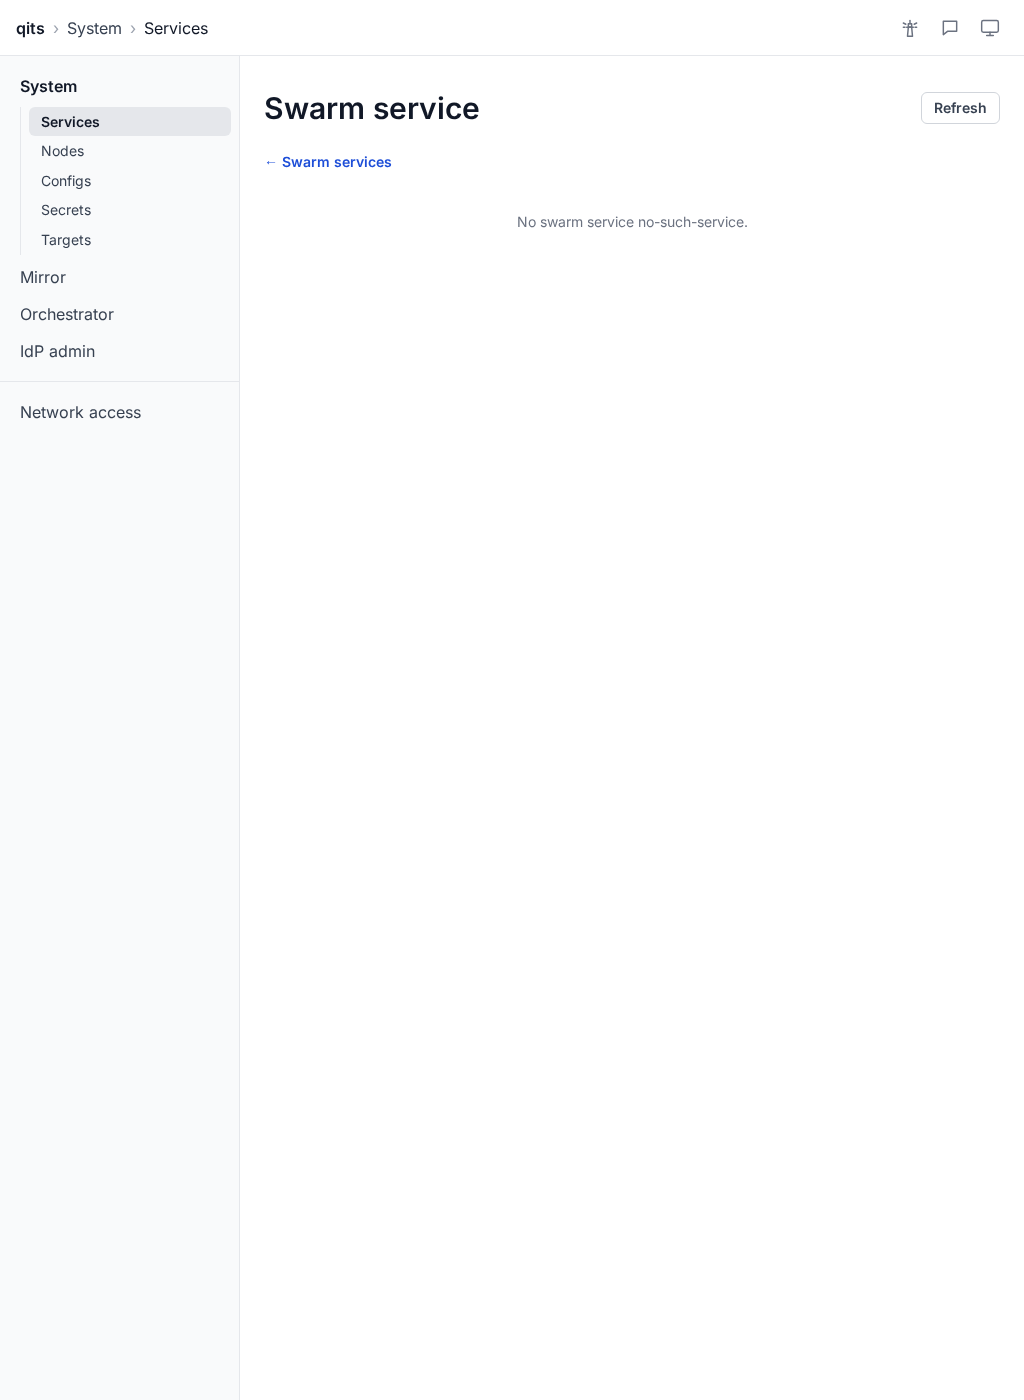 qits › System › Services
System
Services
Nodes
Configs
Secrets
Targets
Mirror
Orchestrator
IdP admin
Network access
Swarm service
Refresh
← Swarm services
No swarm service no-such-service.